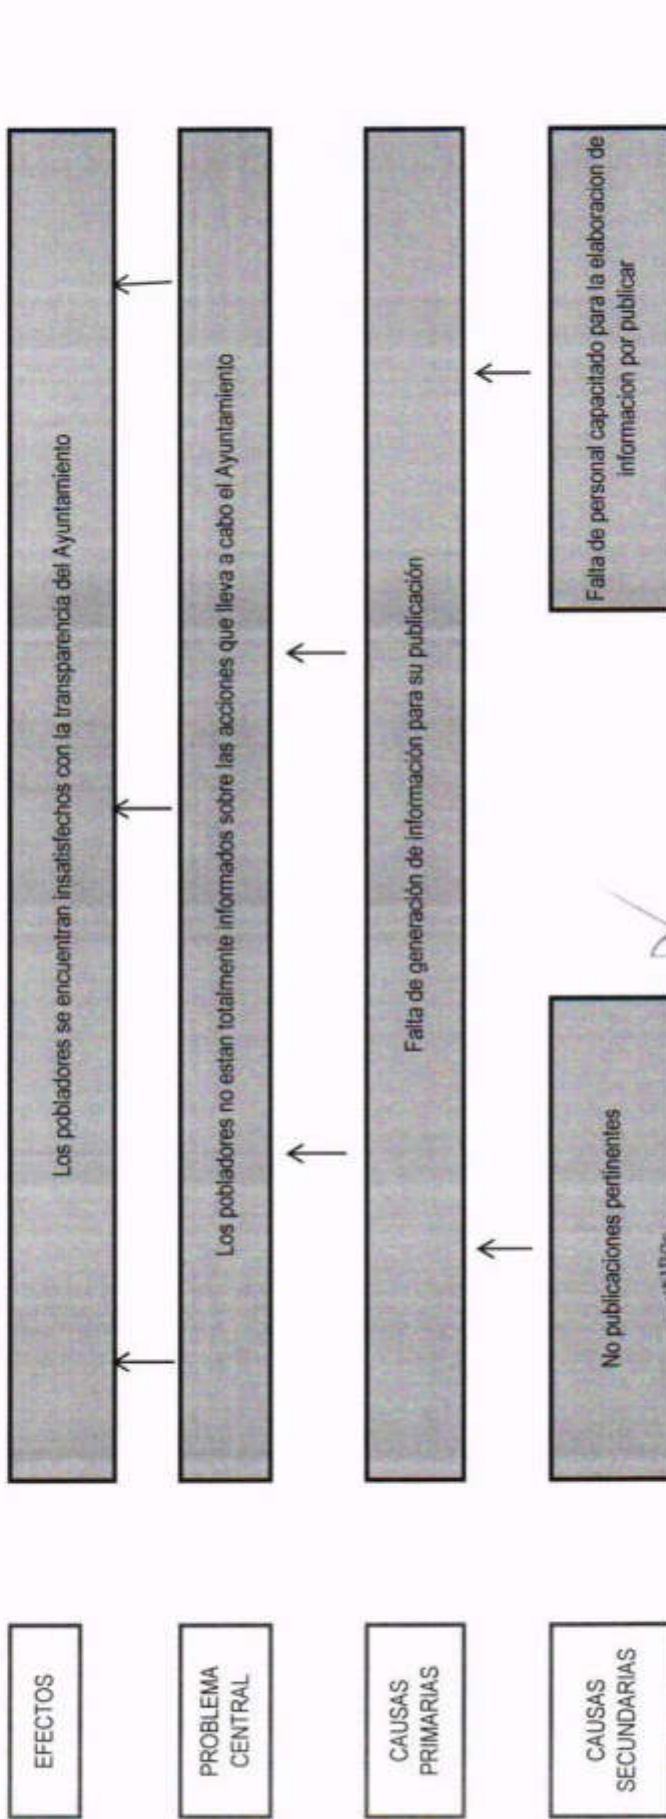 EFECTOS
Los pobladores se encuentran insatisfechos con la transparencia del Ayuntamiento
PROBLEMA
CENTRAL
Los pobladores no estan totalmente informados sobre las acciones que lleva a cabo el Ayuntamiento
CAUSAS
PRIMARIAS
Falta de generación de información para su publicación
CAUSAS
SECUNDARIAS
No publicaciones pertinentes
Falta de personal capacitado para la elaboracion de
informacion por publicar